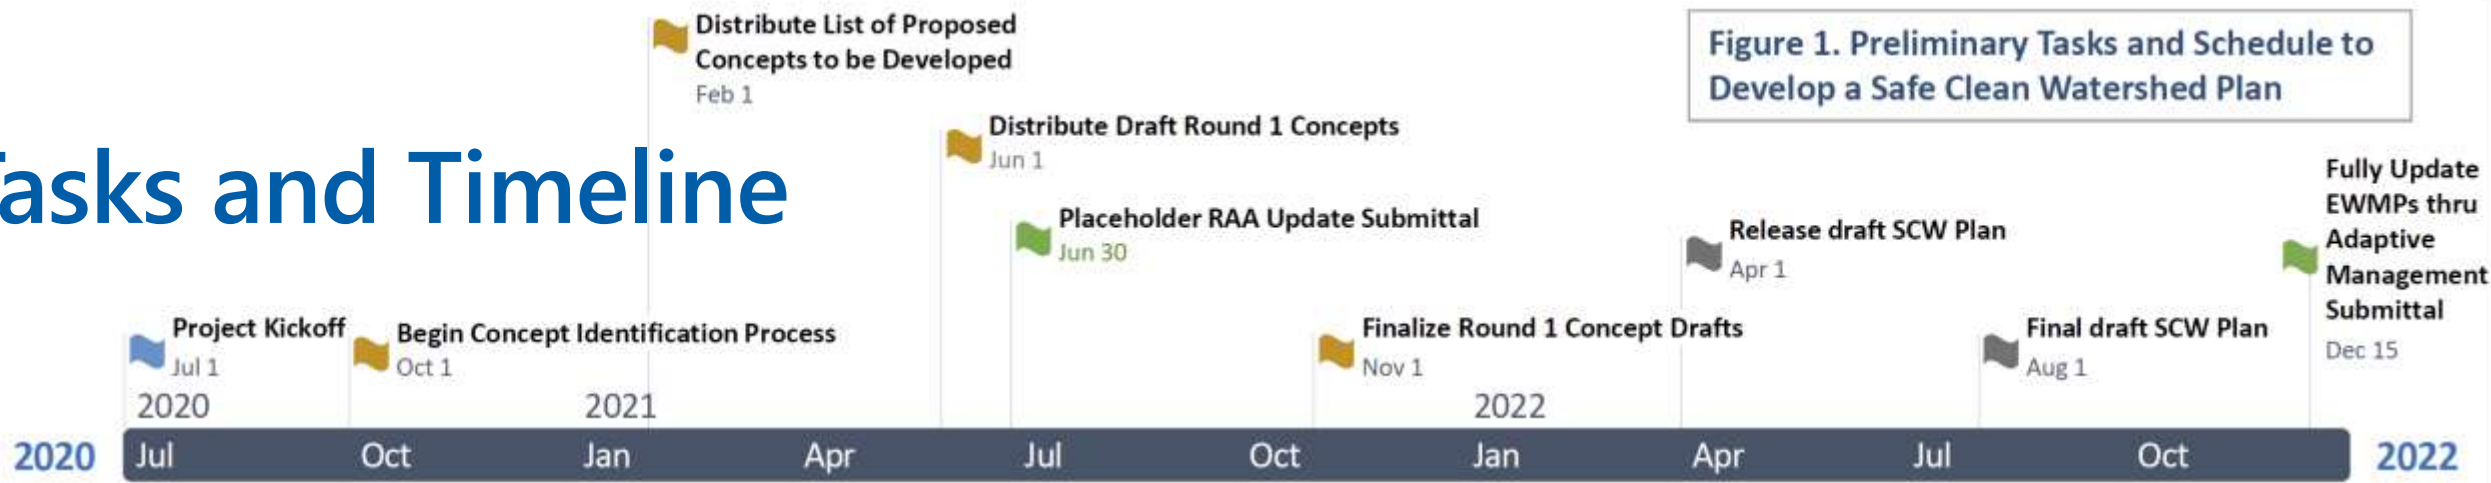 Distribute List of Proposed
Concepts to be Developed
Feb 1
Figure 1. Preliminary Tasks and Schedule to
Develop a Safe Clean Watershed Plan
Tasks and Timeline
Distribute Draft Round 1 Concepts
Jun 1
Placeholder RAA Update Submittal
Jun 30
Release draft SCW Plan
Apr 1
Fully Update
EWMPs thru
Adaptive
Management
Submittal
Dec 15
Project Kickoff
Jul 1
Begin Concept Identification Process
Oct 1
Finalize Round 1 Concept Drafts
Nov 1
Final draft SCW Plan
Aug 1
2020
2021
2022
2020
Jul
Oct
Jan
Apr
Jul
Oct
Jan
Apr
Jul
Oct
2022